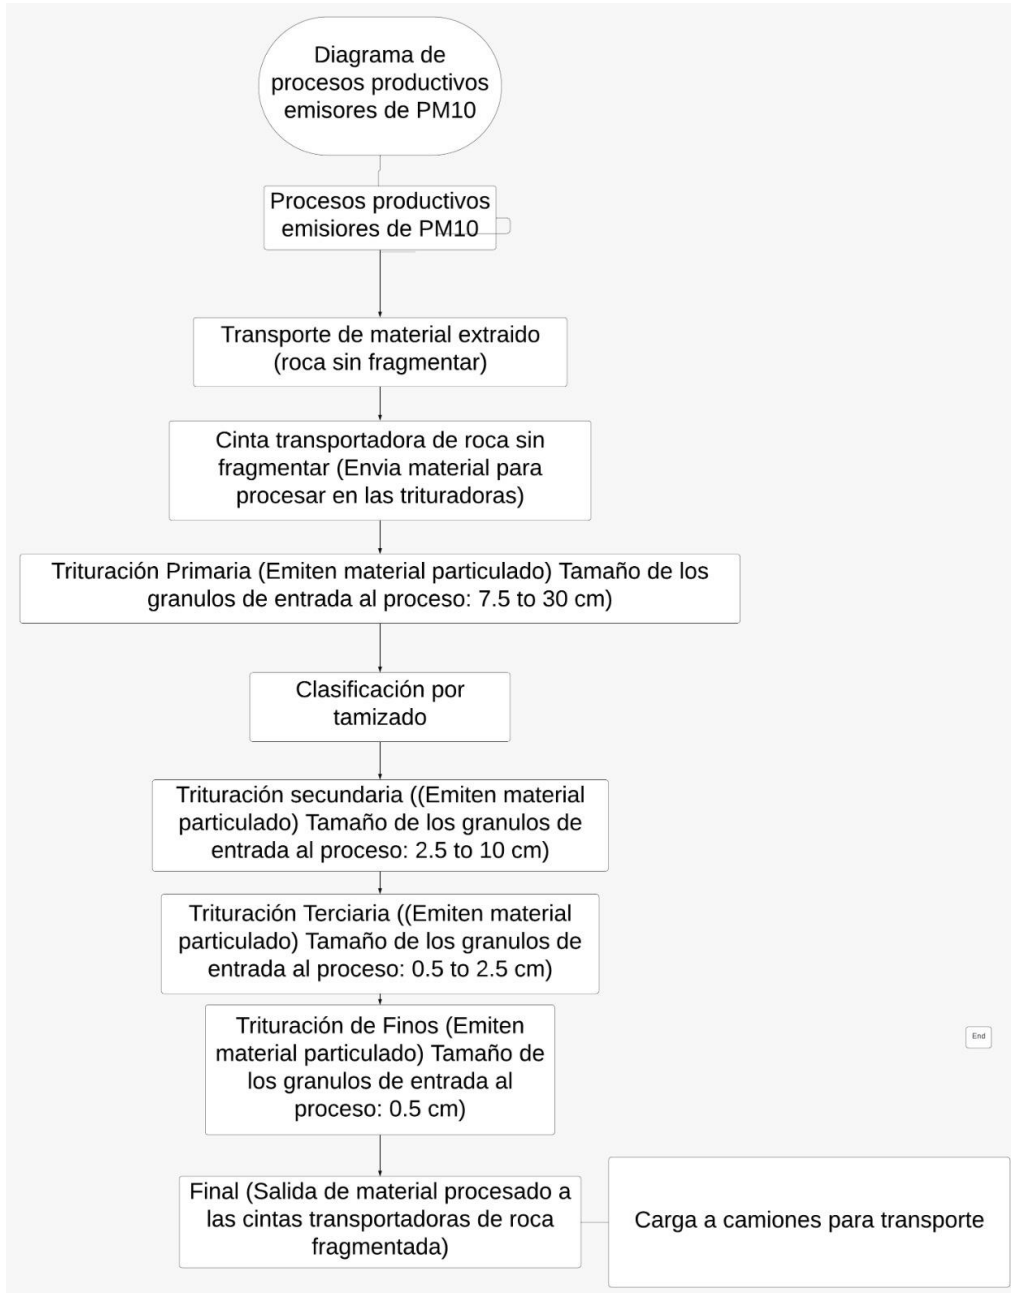 Diagrama de
procesos productivos
emisores de PM10
Procesos productivos
emisiores de PM10
Transporte de material extraido
(roca sin fragmentar)
Cinta transportadora de roca sin
fragmentar (Envia material para
procesar en las trituradoras)
Trituración Primaria (Emiten material particulado) Tamaño de los
granulos de entrada al proceso: 7.5 to 30 cm)
Clasificación por
tamizado
Trituración secundaria ((Emiten material
particulado) Tamaño de los granulos de
entrada al proceso: 2.5 to 10 cm)
Trituración Terciaria ((Emiten material
particulado) Tamaño de los granulos de
entrada al proceso: 0.5 to 2.5 cm)
Trituración de Finos (Emiten
material particulado) Tamaño de
los granulos de entrada al
proceso: 0.5 cm)
End
Final (Salida de material procesado a
las cintas transportadoras de roca
fragmentada)
Carga a camiones para transporte